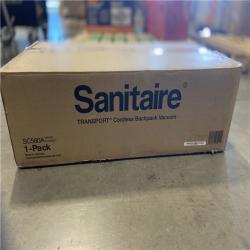 Sanitaire®
TRANSPORT® Cordless Backpack Vacuum
SC580A
1-Pack